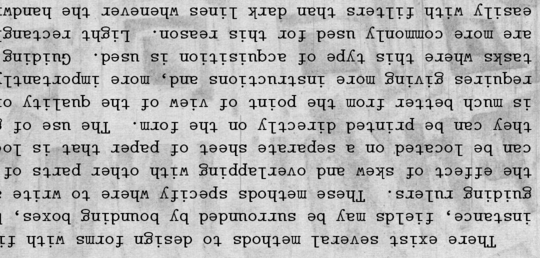 There exist several methods to design forms with fi
instance, fields may be surrounded by bounding boxes,
guiding rulers. These methods specify where to write
the effect of skew and overlapping with other parts of
can be located on a separate sheet of paper that is loc
they can be printed directly on the form. The use of
is much better from the point of view of the quality o
requires giving more instructions and, more importantly
tasks where this type of acquisition is used. Guiding
are more commonly used for this reason. Light rectang
easily with filters than dark lines whenever the handw